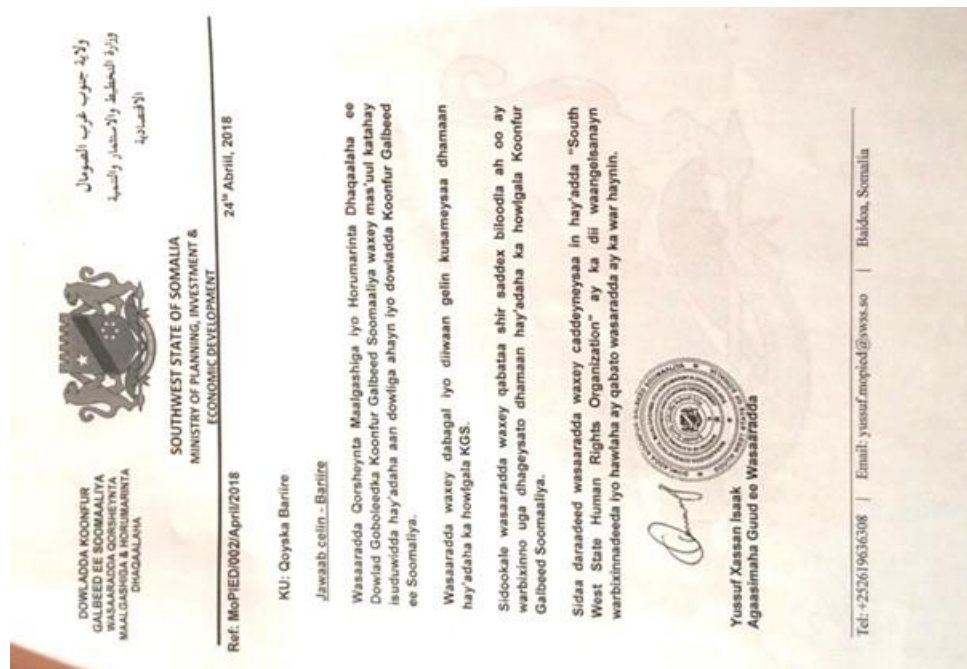 DOWLADDA KOONFUR
GALBEED EE SOOMAALIYA
WASAARADDA QORSHEYNTA
MAALGASHIGA & HORUMARINTA
DHAQAALAHA
ولاية جنوب غرب الصومال
وزارة التخطيط والاستثمار والتنمية
الاقتصادية
SOUTHWEST STATE OF SOMALIA
MINISTRY OF PLANNING, INVESTMENT &
ECONOMIC DEVELOPMENT
Ref: MoPIED/002/April/2018
24th Abriil, 2018
KU: Qoyska Bariire
Jawaab celin - Bariire
Wasaaradda Qorsheynta Maalgashiga iyo Horumarinta Dhaqaalaha ee
Dowlad Goboleedka Koonfur Galbeed Soomaaliya waxey mas'uul katahay
isuduwidda hay'adaha aan dowliga ahayn iyo dowladda Koonfur Galbeed
ee Soomaliya.
Wasaaradda waxey dabagal iyo diiwaan gelin kusameysaa dhamaan
hay'adaha ka howlgala KGS.
Sidookale wasaaradda waxey qabataa shir saddex biloodla ah oo ay
warbixinno uga dhageysato dhamaan hay'adaha ka howlgala Koonfur
Galbeed Soomaaliya.
Sidaa daraadeed wasaaradda waxey caddeyneysaa in hay'adda "South
West State Human Rights Organization" ay ka dii waangelsanayn
warbixinnadeeda iyo hawlaha ay qabato wasaradda ay ka war haynin.
Yussuf Xassan Isaak
Agaasimaha Guud ee Wasaaradda
Tel: +252619636308 | Email: yussuf.mopied@swss.so | Baidoa, Somalia